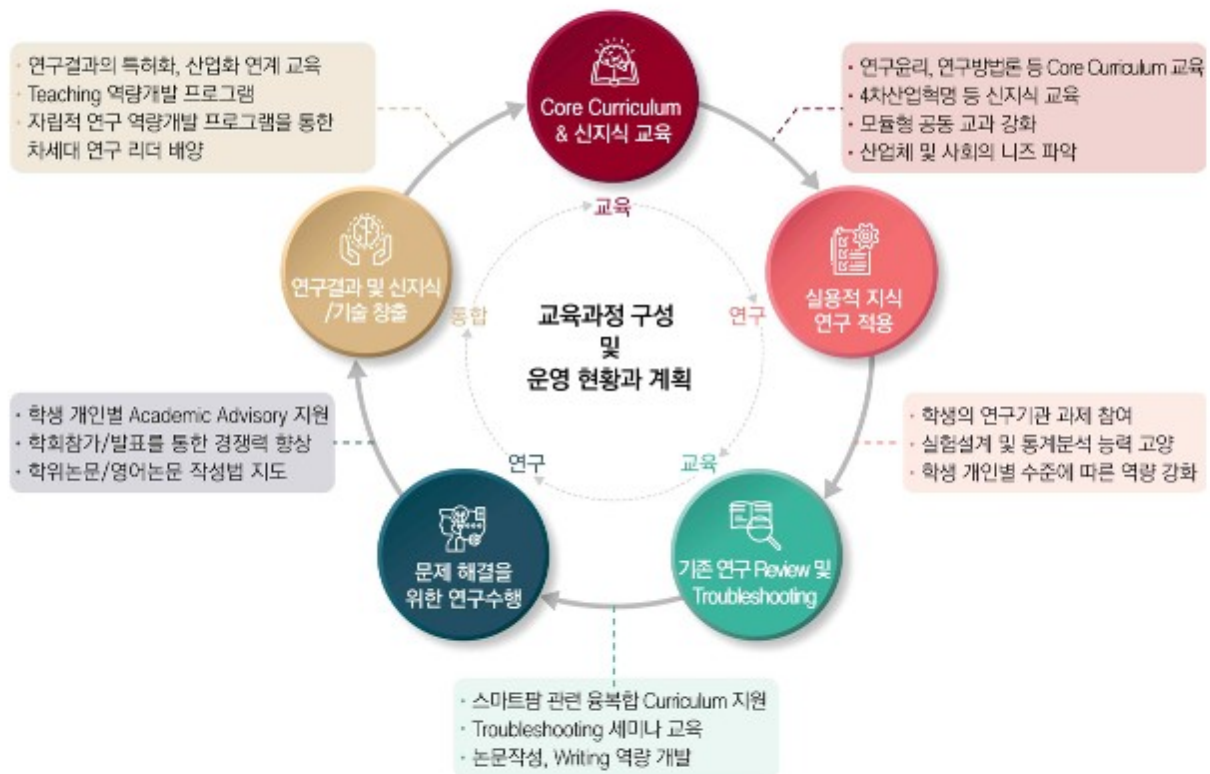 Core Curriculum
& 신지식 교육
· 연구결과의 특허화, 산업화 연계 교육
· Teaching 역량개발 프로그램
· 자립적 연구 역량개발 프로그램을 통한
차세대 연구 리더 배양
· 연구윤리, 연구방법론 등 Core Curriculum 교육
· 4차산업혁명 등 신지식 교육
· 모듈형 공동 교과 강화
· 산업체 및 사회의 니즈 파악
교육
연구결과 및 신지식
/기술 창출
실용적 지식
연구 적용
통합
연구
교육과정 구성
및
운영 현황과 계획
· 학생 개인별 Academic Advisory 지원
· 학회참가/발표를 통한 경쟁력 향상
· 학위논문/영어논문 작성법 지도
· 학생의 연구기관 과제 참여
· 실험설계 및 통계분석 능력 고양
· 학생 개인별 수준에 따른 역량 강화
연구
교육
문제 해결을
위한 연구수행
기존 연구 Review 및
Troubleshooting
· 스마트팜 관련 융복합 Curriculum 지원
· Troubleshooting 세미나 교육
· 논문작성, Writing 역량 개발